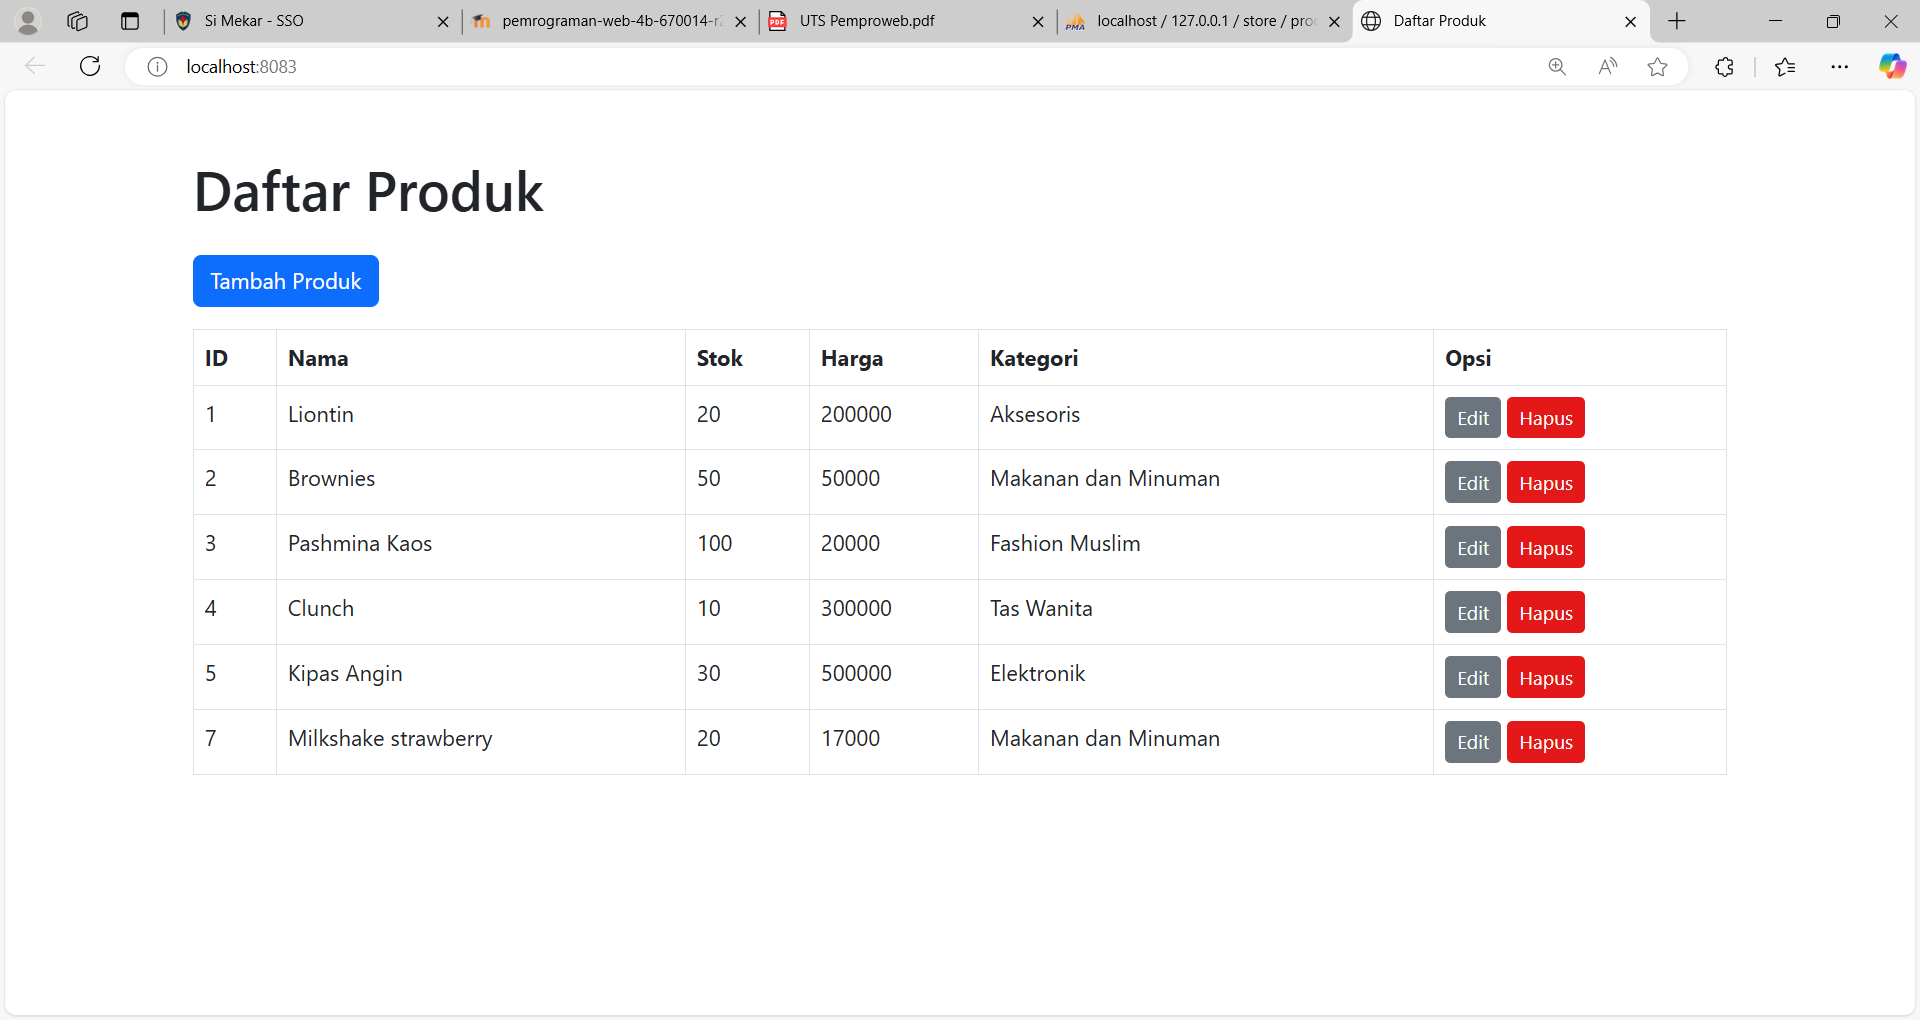 Si Mekar - SSO
pemrograman-web-4b-670014-r2
UTS Pemproweb.pdf
localhost / 127.0.0.1 / store / pro
Daftar Produk
localhost:8083
Daftar Produk
Tambah Produk
ID Nama Stok Harga Kategori Opsi
1 Liontin 20 200000 Aksesoris Edit Hapus
2 Brownies 50 50000 Makanan dan Minuman Edit Hapus
3 Pashmina Kaos 100 20000 Fashion Muslim Edit Hapus
4 Clunch 10 300000 Tas Wanita Edit Hapus
5 Kipas Angin 30 500000 Elektronik Edit Hapus
7 Milkshake strawberry 20 17000 Makanan dan Minuman Edit Hapus